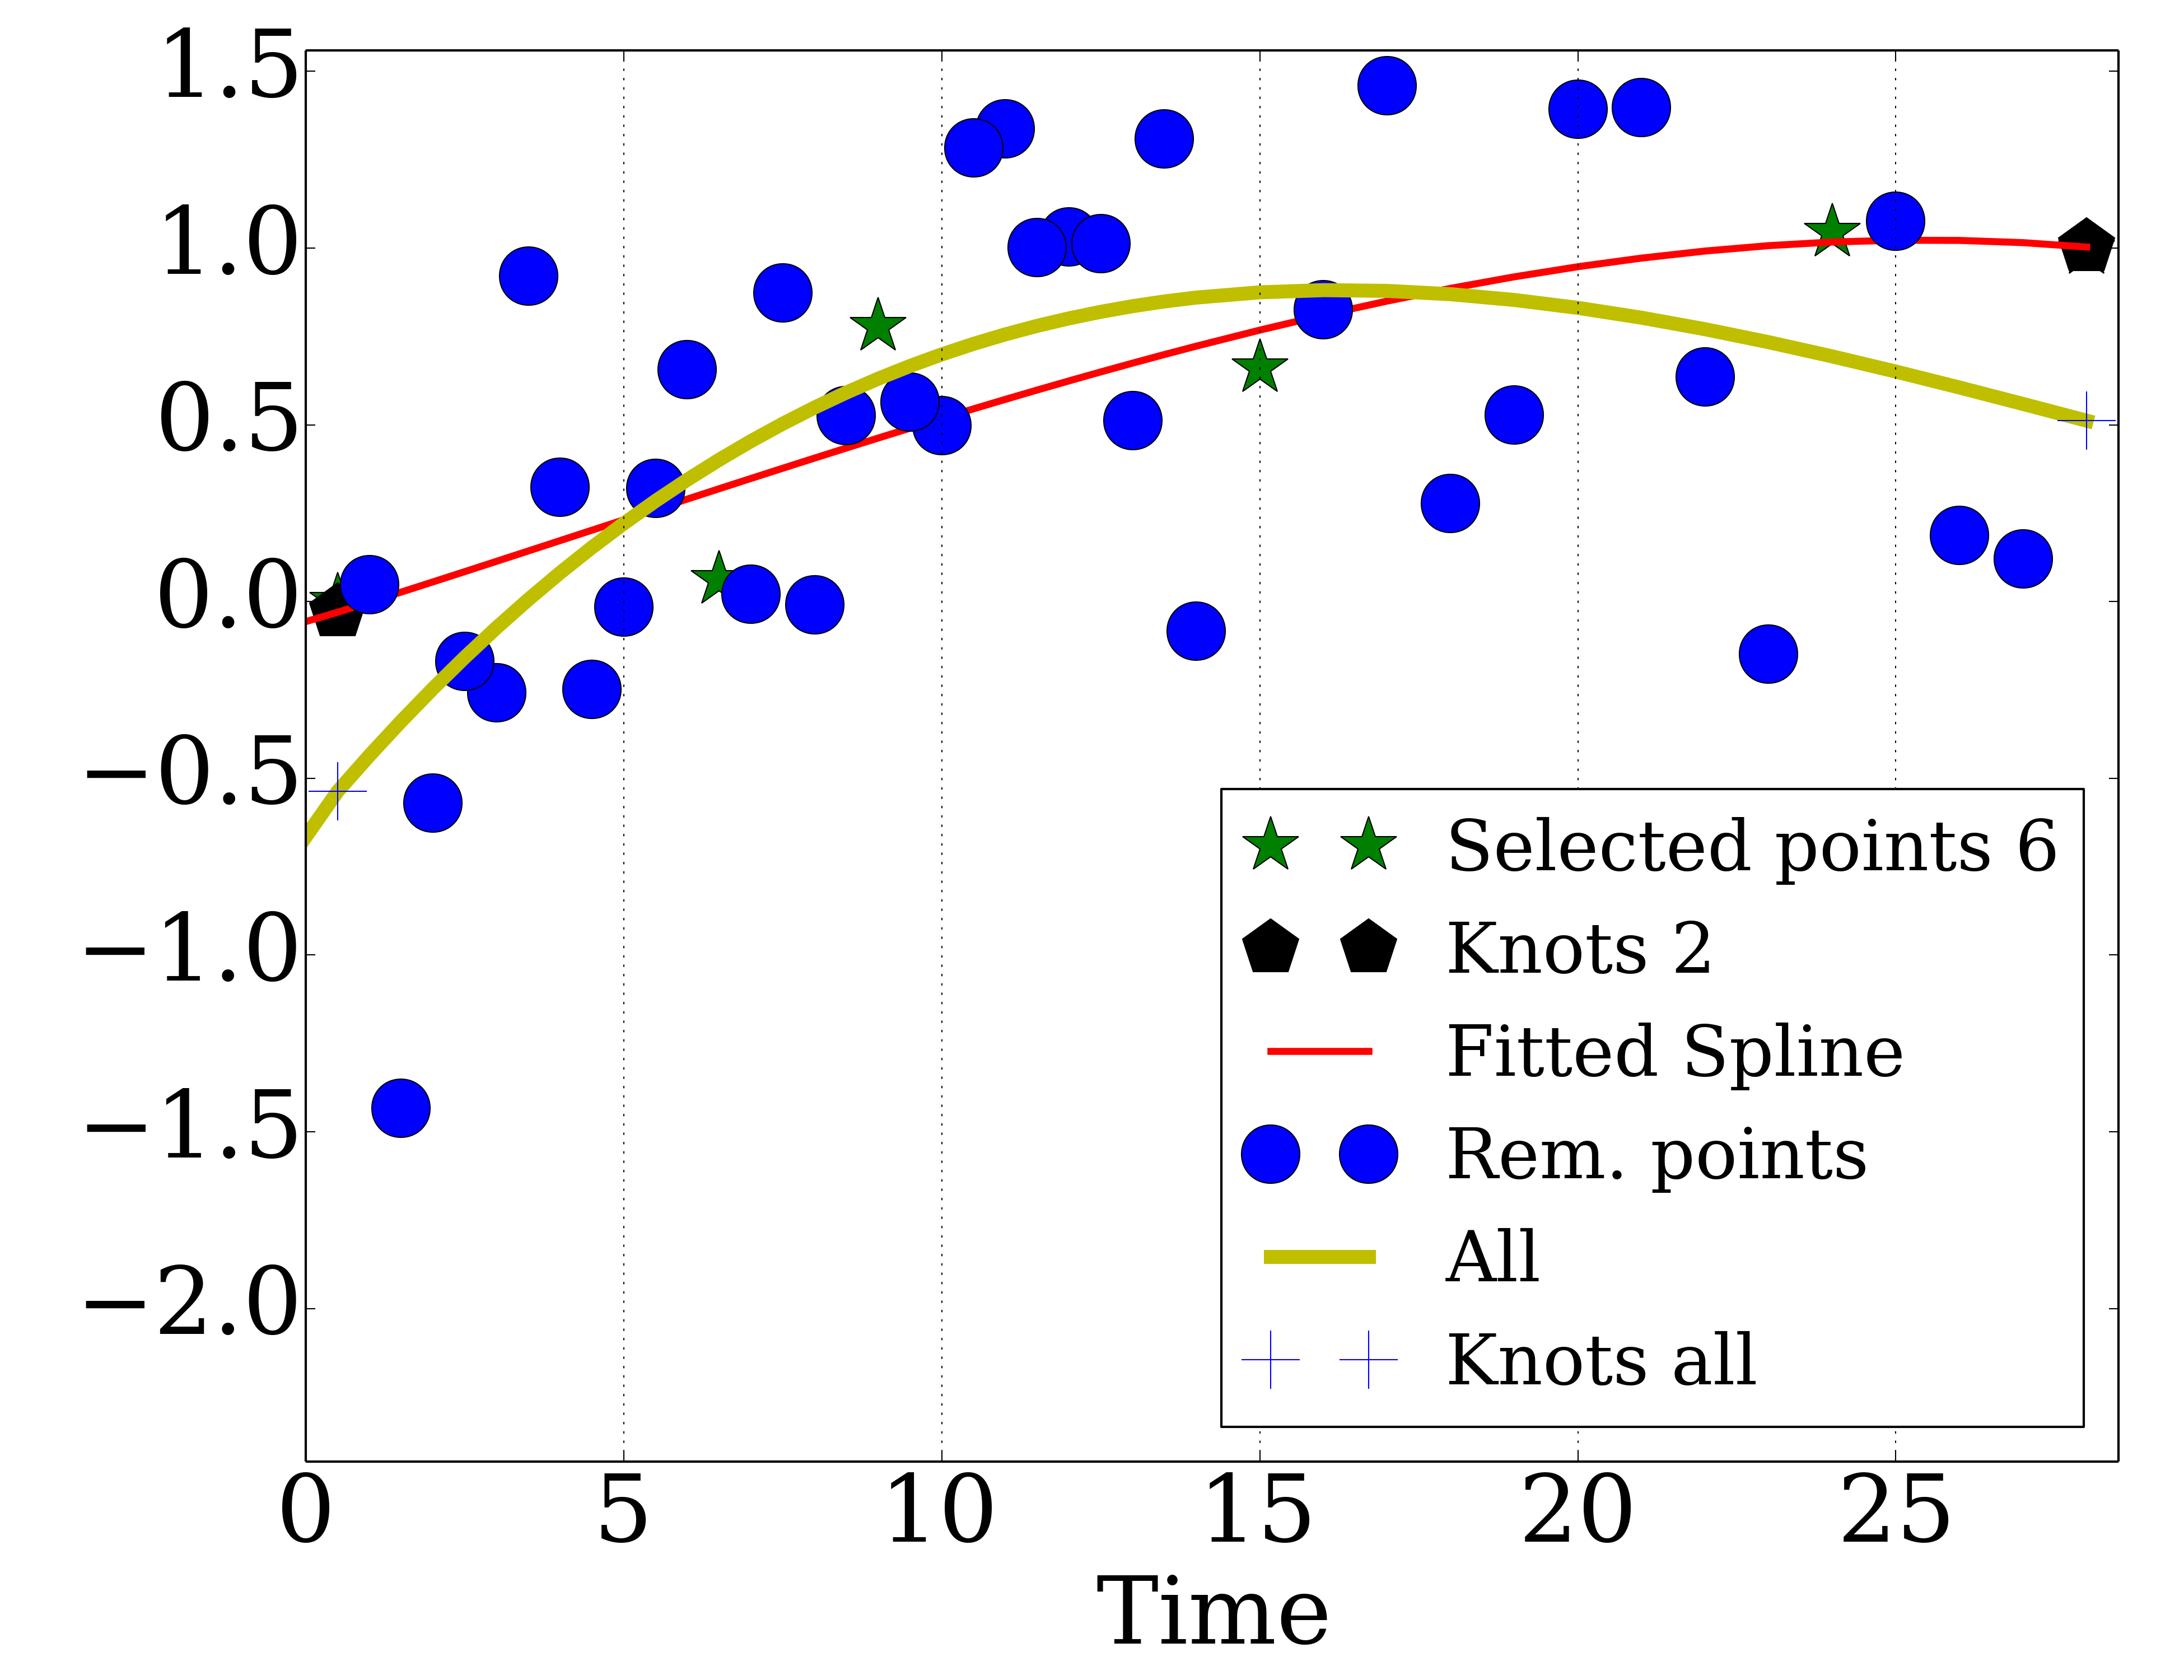 1.5
1.0
0.5
0.0
−0.5
−1.0
−1.5
−2.0
0 5 10 15 20 25
Time
Selected points 6
Knots 2
Fitted Spline
Rem. points
All
Knots all